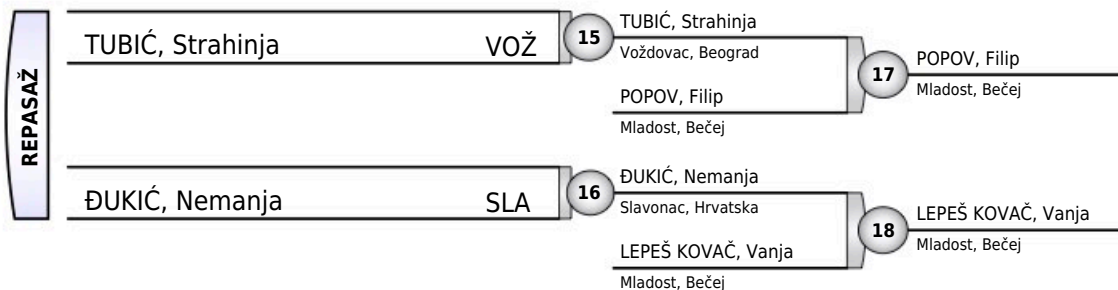 REPASAŽ
TUBIĆ, Strahinja VOŽ
15
TUBIĆ, Strahinja
Voždovac, Beograd
POPOV, Filip
Mladost, Bečej
17
POPOV, Filip
Mladost, Bečej
ĐUKIĆ, Nemanja SLA
16
ĐUKIĆ, Nemanja
Slavonac, Hrvatska
LEPEŠ KOVAČ, Vanja
Mladost, Bečej
18
LEPEŠ KOVAČ, Vanja
Mladost, Bečej